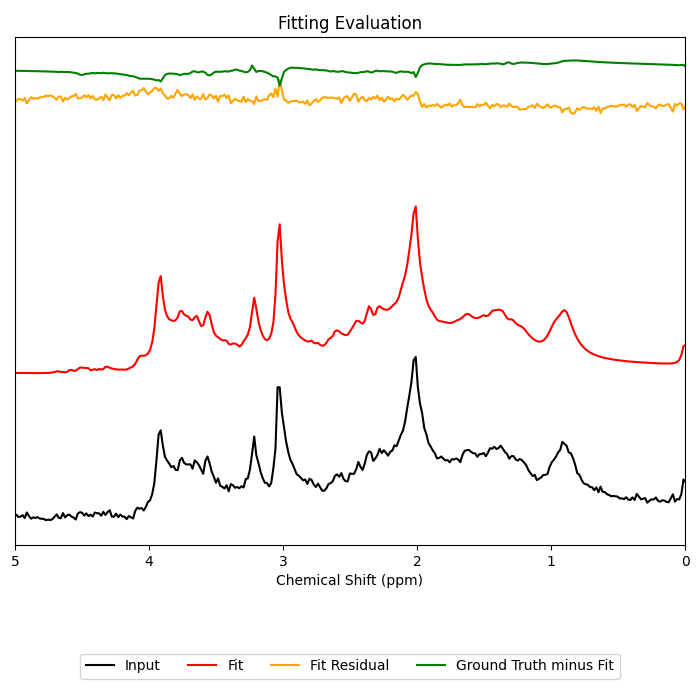 Fitting Evaluation
5 4 3 2 1 0
Chemical Shift (ppm)
Input Fit Fit Residual Ground Truth minus Fit